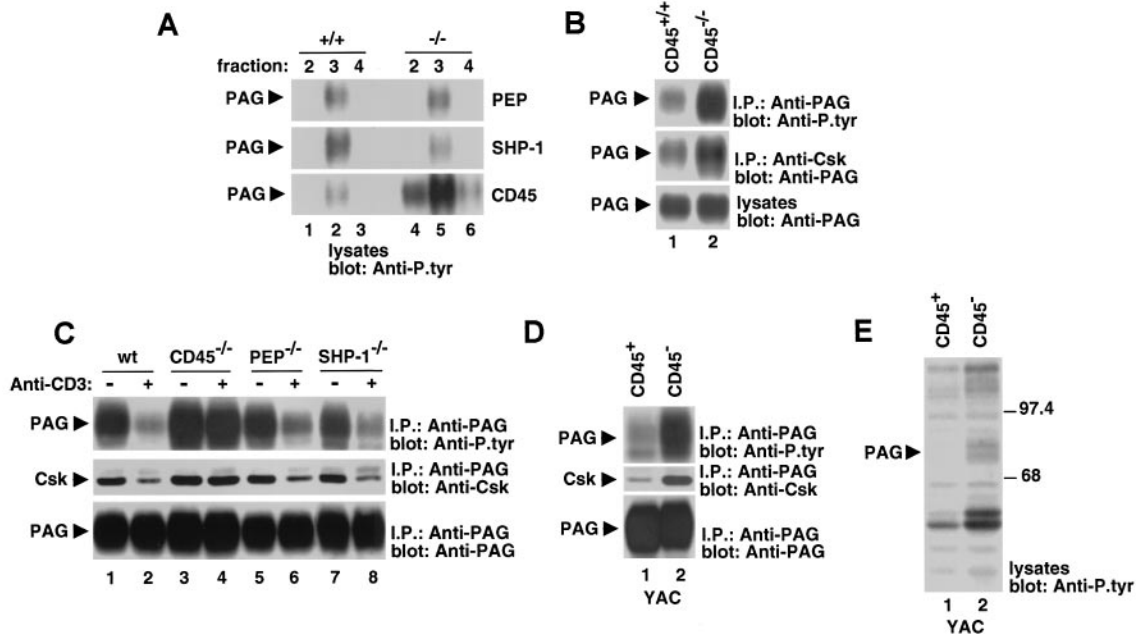 A
+/+ -/-
fraction: 2 3 4 2 3 4
PAG PEP
PAG SHP-1
PAG CD45
1 2 3 4 5 6
lysates
blot: Anti-P.tyr
B
CD45+/+ CD45-/-
PAG I.P.: Anti-PAG
blot: Anti-P.tyr
PAG I.P.: Anti-Csk
blot: Anti-PAG
PAG lysates
blot: Anti-PAG
1 2
C
wt CD45-/- PEP-/- SHP-1-/-
Anti-CD3: - + - + - + - +
PAG I.P.: Anti-PAG
blot: Anti-P.tyr
Csk I.P.: Anti-PAG
blot: Anti-Csk
PAG I.P.: Anti-PAG
blot: Anti-PAG
1 2 3 4 5 6 7 8
D
CD45+ CD45-
PAG I.P.: Anti-PAG
blot: Anti-P.tyr
Csk I.P.: Anti-PAG
blot: Anti-Csk
PAG I.P.: Anti-PAG
blot: Anti-PAG
1 2
YAC
E
CD45+ CD45-
97.4
PAG
68
lysates
blot: Anti-P.tyr
1 2
YAC